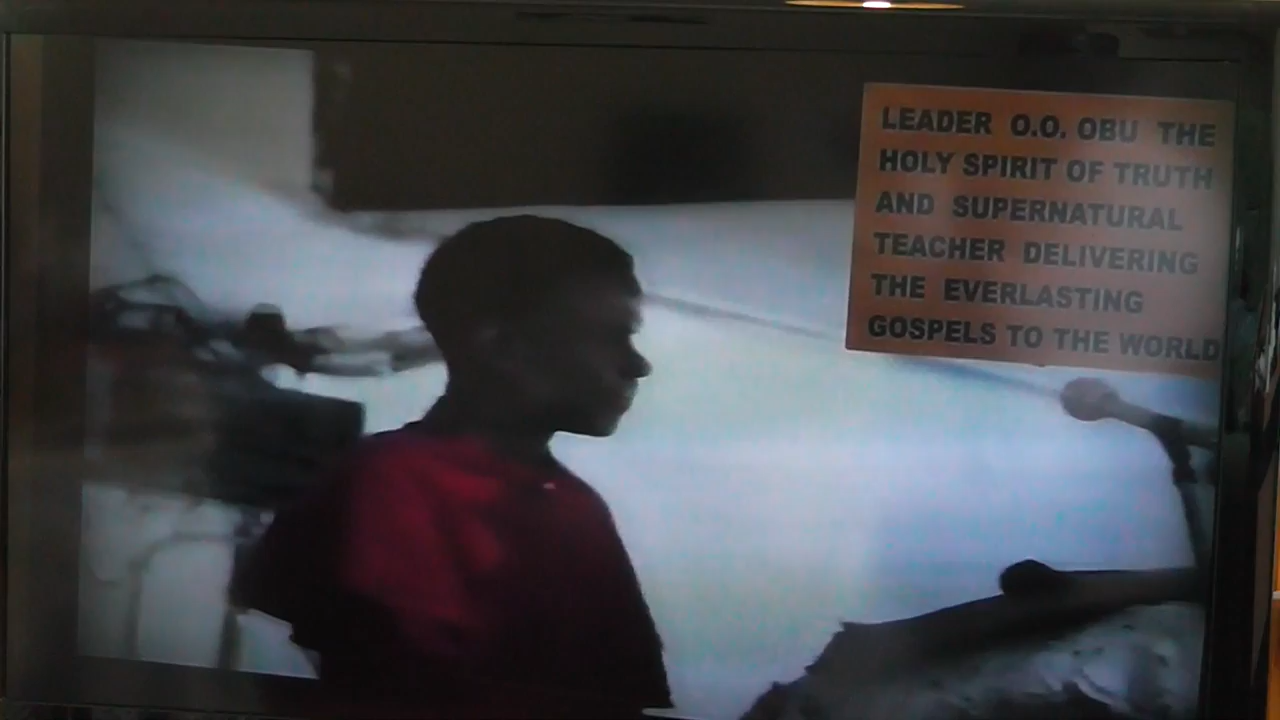 LEADER O.O. OBU THE
HOLY SPIRIT OF TRUTH
AND SUPERNATURAL
TEACHER DELIVERING
THE EVERLASTING
GOSPELS TO THE WORLD